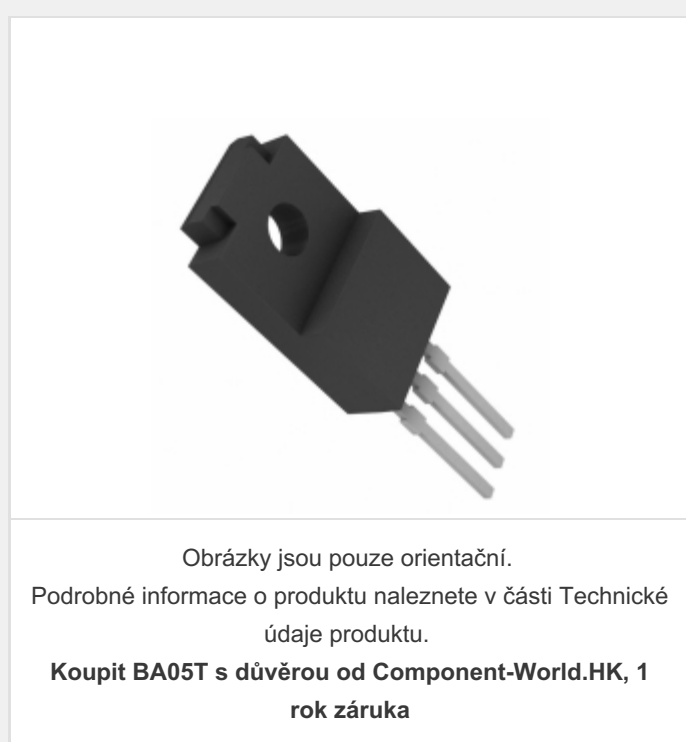 Obrázky jsou pouze orientační.
Podrobné informace o produktu naleznete v části Technické
údaje produktu.
Koupit BA05T s důvěrou od Component-World.HK, 1
rok záruka